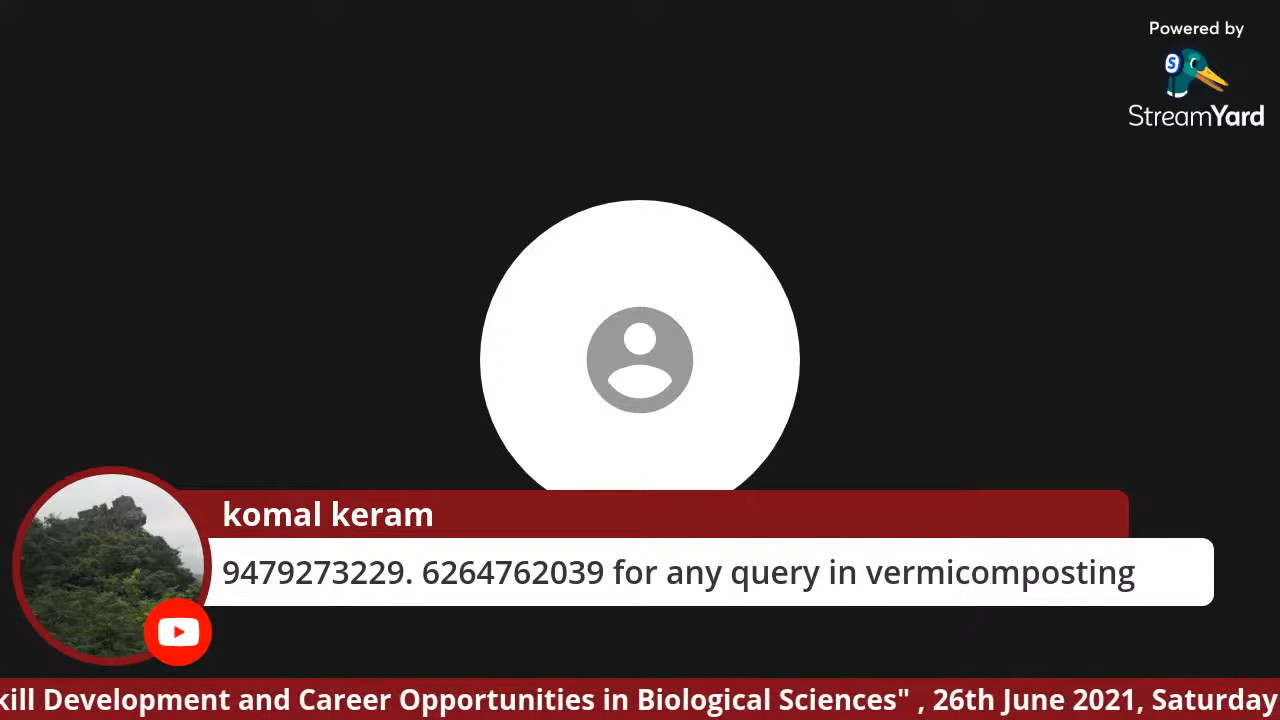 Powered by
S
StreamYard
komal keram
9479273229. 6264762039 for any query in vermicomposting
kill Development and Career Opportunities in Biological Sciences" , 26th June 2021, Saturday